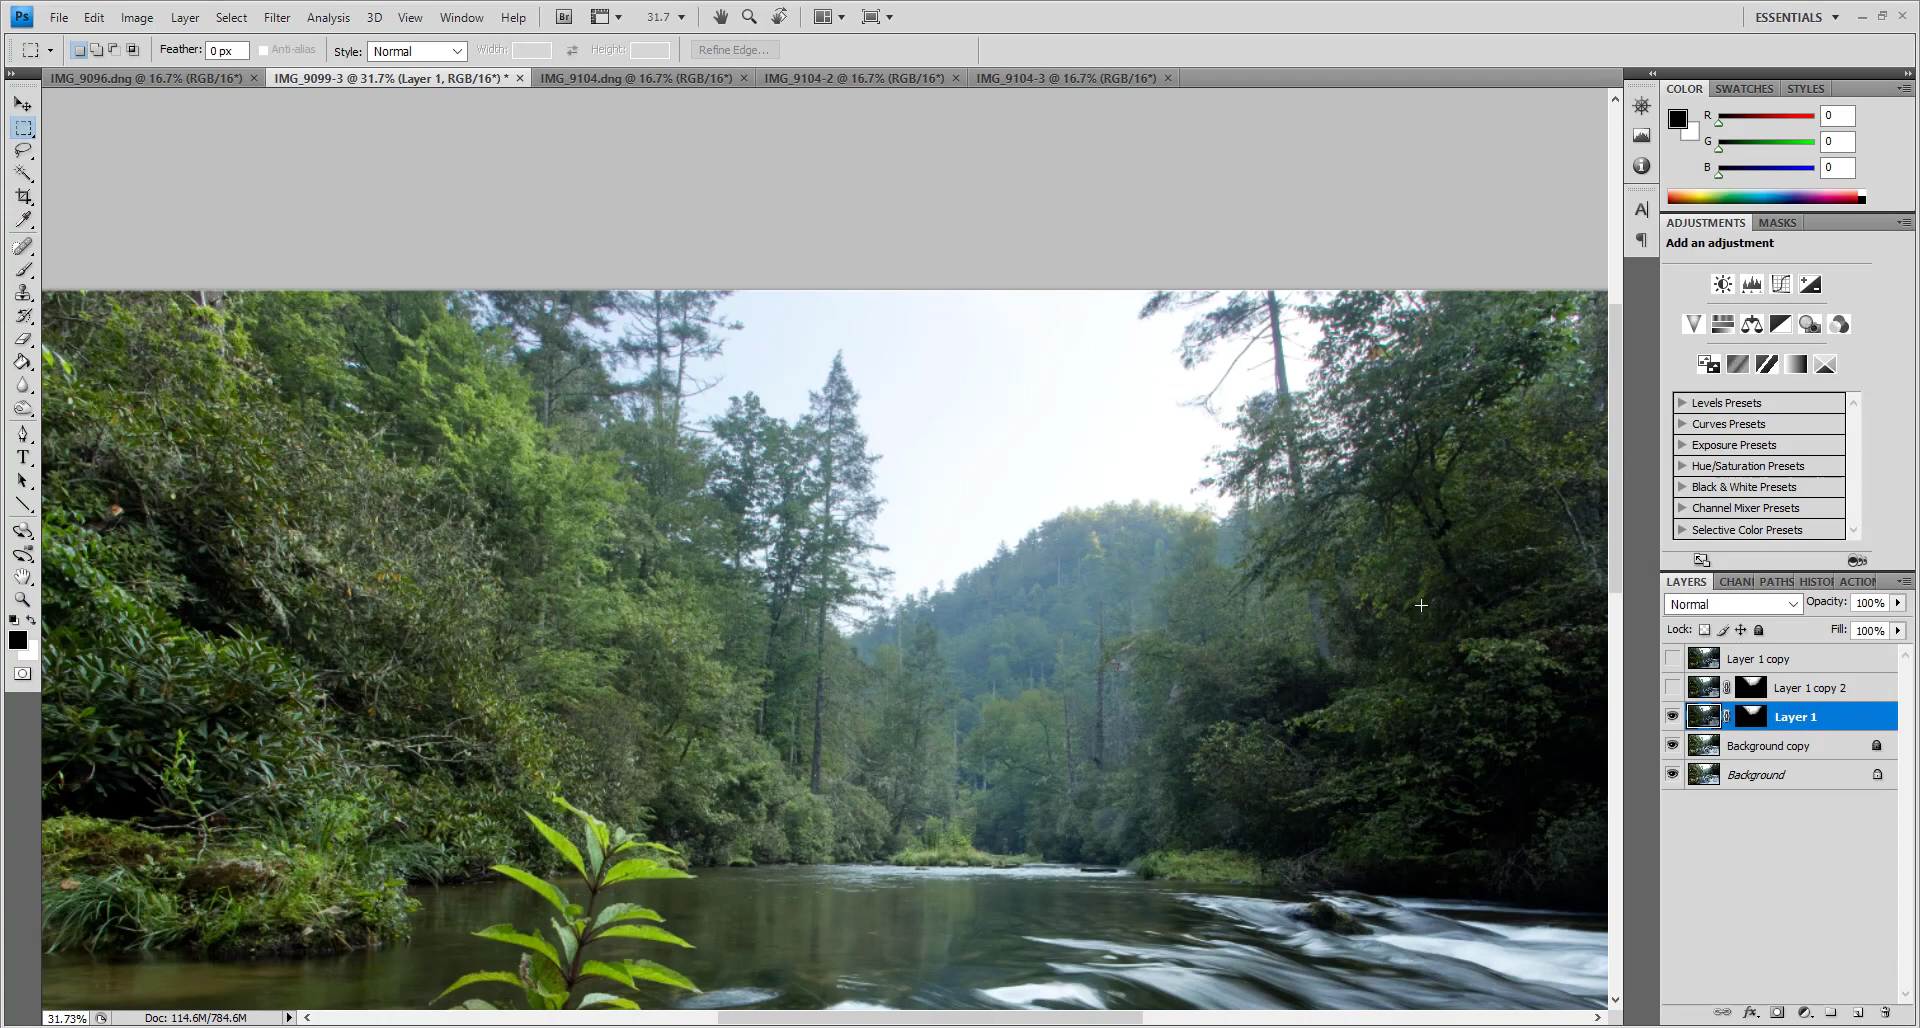 Ps File Edit Image Layer Select Filter Analysis 3D View Window Help Br 31.7 ESSENTIALS
Feather: 0 px Anti-alias Style: Normal Width: Height: Refine Edge...
IMG_9096.dng @ 16.7% (RGB/16*) IMG_9099-3 @ 31.7% (Layer 1, RGB/16*) * IMG_9104.dng @ 16.7% (RGB/16*) IMG_9104-2 @ 16.7% (RGB/16*) IMG_9104-3 @ 16.7% (RGB/16*)
COLOR SWATCHES STYLES
R 0
G 0
B 0
ADJUSTMENTS MASKS
Add an adjustment
Levels Presets
Curves Presets
Exposure Presets
Hue/Saturation Presets
Black & White Presets
Channel Mixer Presets
Selective Color Presets
LAYERS CHANI PATHS HISTOI ACTION
Normal Opacity: 100%
Lock: Fill: 100%
Layer 1 copy
Layer 1 copy 2
Layer 1
Background copy
Background
31.73% Doc: 114.6M/784.6M